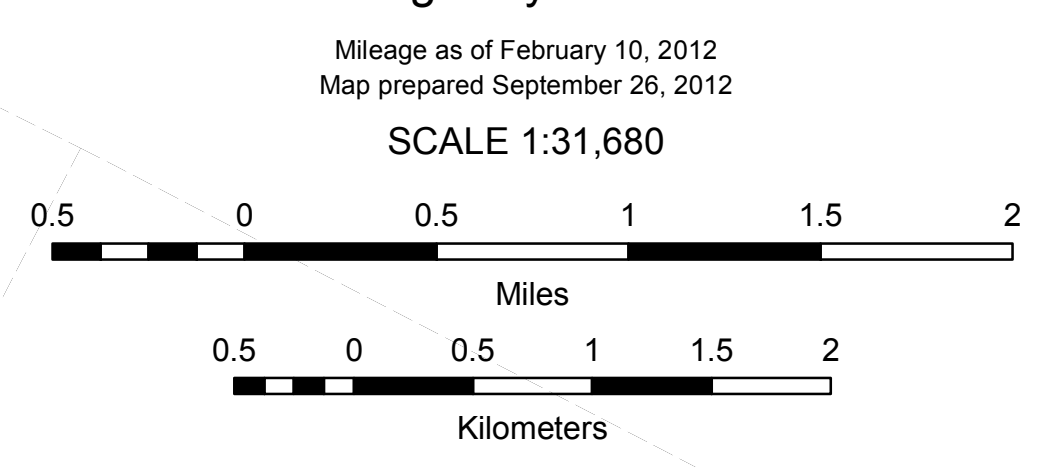 Mileage as of February 10, 2012
Map prepared September 26, 2012
SCALE 1:31,680
0.5 0 0.5 1 1.5 2
Miles
0.5 0 0.5 1 1.5 2
Kilometers